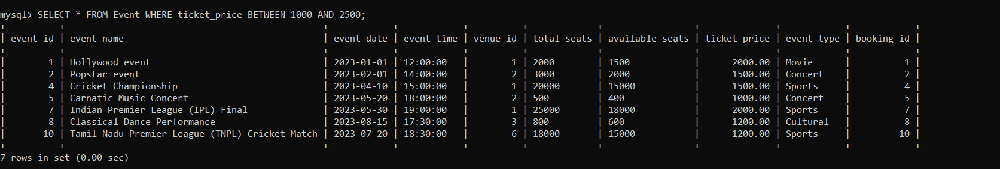 mysql> SELECT * FROM Event WHERE ticket_price BETWEEN 1000 AND 2500;
+----------+--------------------------------------------+------------+------------+----------+-------------+-----------------+--------------+------------+------------+
| event_id | event_name                                 | event_date | event_time | venue_id | total_seats | available_seats | ticket_price | event_type | booking_id |
+----------+--------------------------------------------+------------+------------+----------+-------------+-----------------+--------------+------------+------------+
|        1 | Hollywood event                            | 2023-01-01 | 12:00:00   |        1 | 2000        | 1500            |      2000.00 | Movie      |          1 |
|        2 | Popstar event                              | 2023-02-01 | 14:00:00   |        2 | 3000        | 2000            |      1500.00 | Concert    |          2 |
|        4 | Cricket Championship                       | 2023-04-10 | 15:00:00   |        1 | 20000       | 15000           |      1500.00 | Sports     |          4 |
|        5 | Carnatic Music Concert                     | 2023-05-20 | 18:00:00   |        2 | 500         | 400             |      1000.00 | Concert    |          5 |
|        7 | Indian Premier League (IPL) Final          | 2023-05-30 | 19:00:00   |        1 | 25000       | 18000           |      2000.00 | Sports     |          7 |
|        8 | Classical Dance Performance                | 2023-08-15 | 17:30:00   |        3 | 800         | 600             |      1200.00 | Cultural   |          8 |
|       10 | Tamil Nadu Premier League (TNPL) Cricket Match | 2023-07-20 | 18:30:00   |        6 | 18000       | 15000           |      1200.00 | Sports     |         10 |
+----------+--------------------------------------------+------------+------------+----------+-------------+-----------------+--------------+------------+------------+
7 rows in set (0.00 sec)